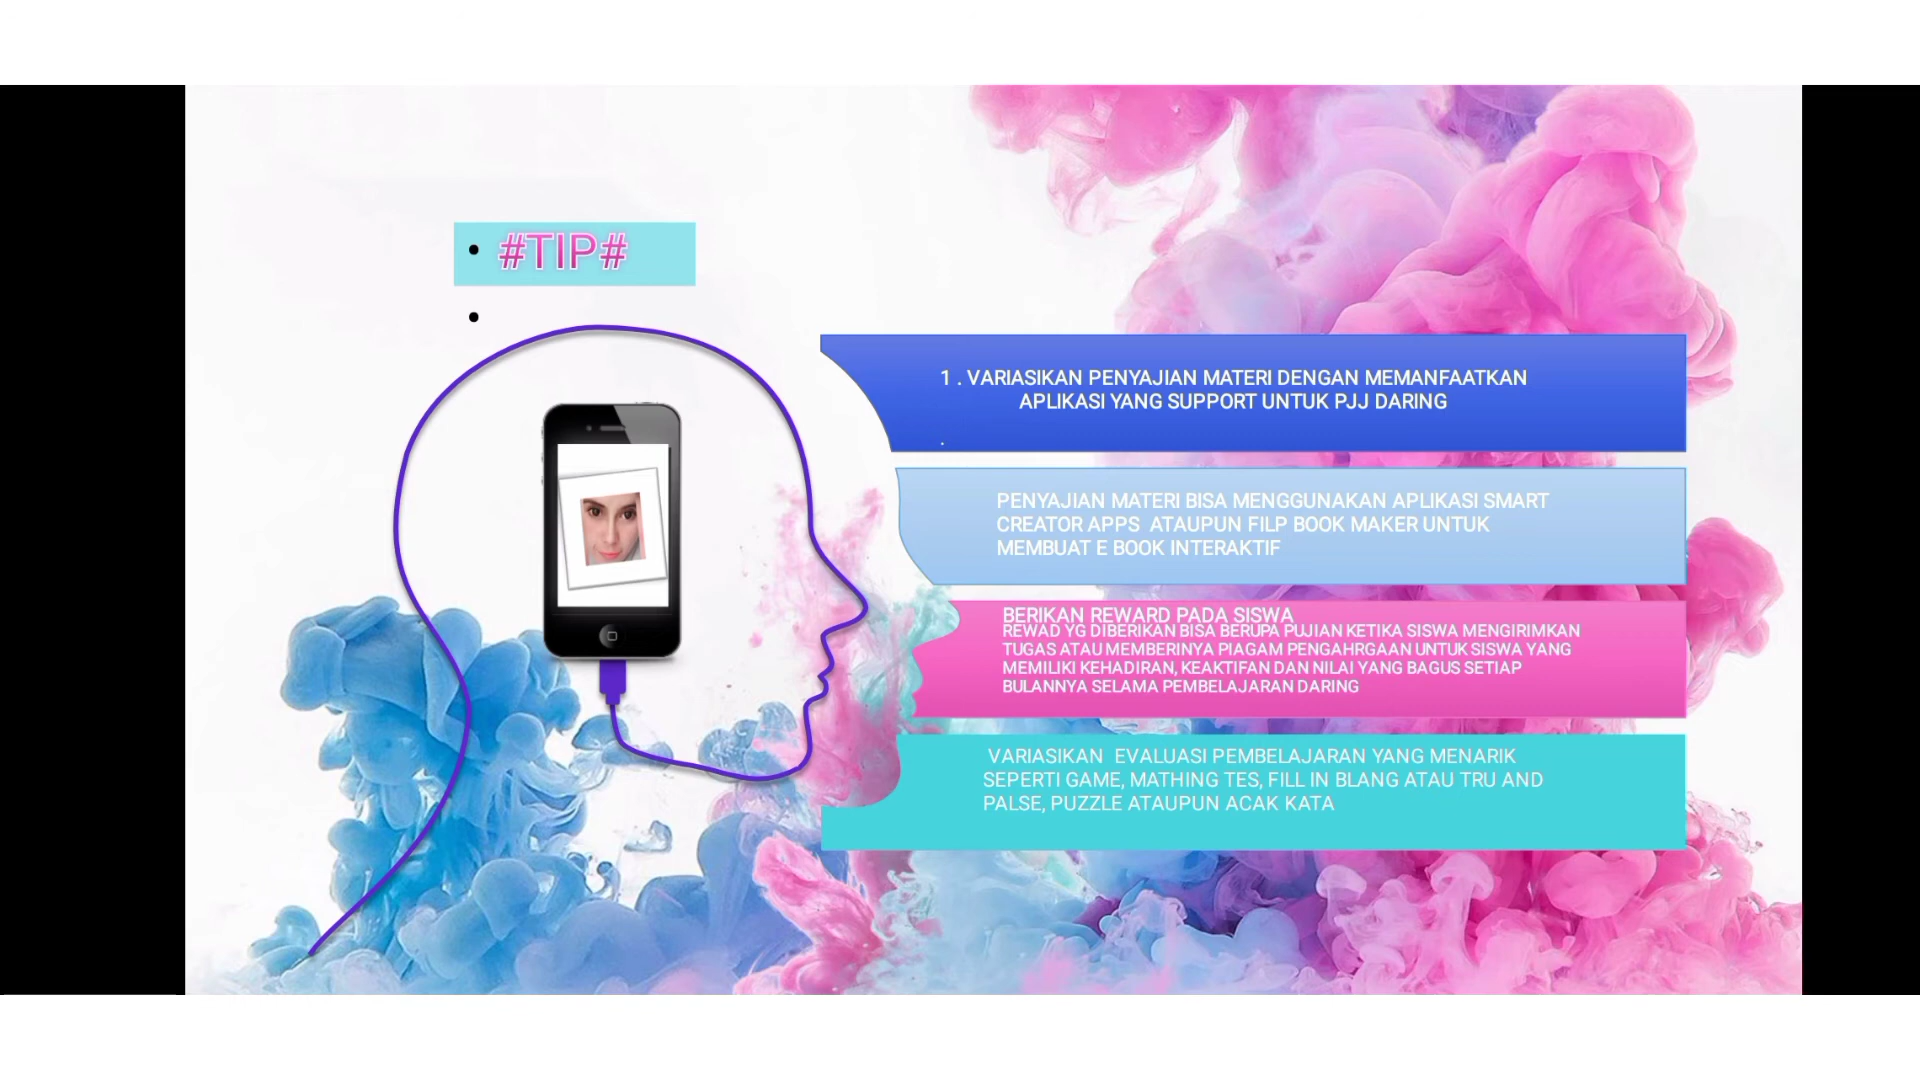 #TIP#
1 . VARIASIKAN PENYAJIAN MATERI DENGAN MEMANFAATKAN
APLIKASI YANG SUPPORT UNTUK PJJ DARING
.
PENYAJIAN MATERI BISA MENGGUNAKAN APLIKASI SMART
CREATOR APPS ATAUPUN FILP BOOK MAKER UNTUK
MEMBUAT E BOOK INTERAKTIF
BERIKAN REWARD PADA SISWA
REWAD YG DIBERIKAN BISA BERUPA PUJIAN KETIKA SISWA MENGIRIMKAN
TUGAS ATAU MEMBERINYA PIAGAM PENGAHRGAAN UNTUK SISWA YANG
MEMILIKI KEHADIRAN, KEAKTIFAN DAN NILAI YANG BAGUS SETIAP
BULANNYA SELAMA PEMBELAJARAN DARING
VARIASIKAN EVALUASI PEMBELAJARAN YANG MENARIK
SEPERTI GAME, MATHING TES, FILL IN BLANG ATAU TRU AND
PALSE, PUZZLE ATAUPUN ACAK KATA